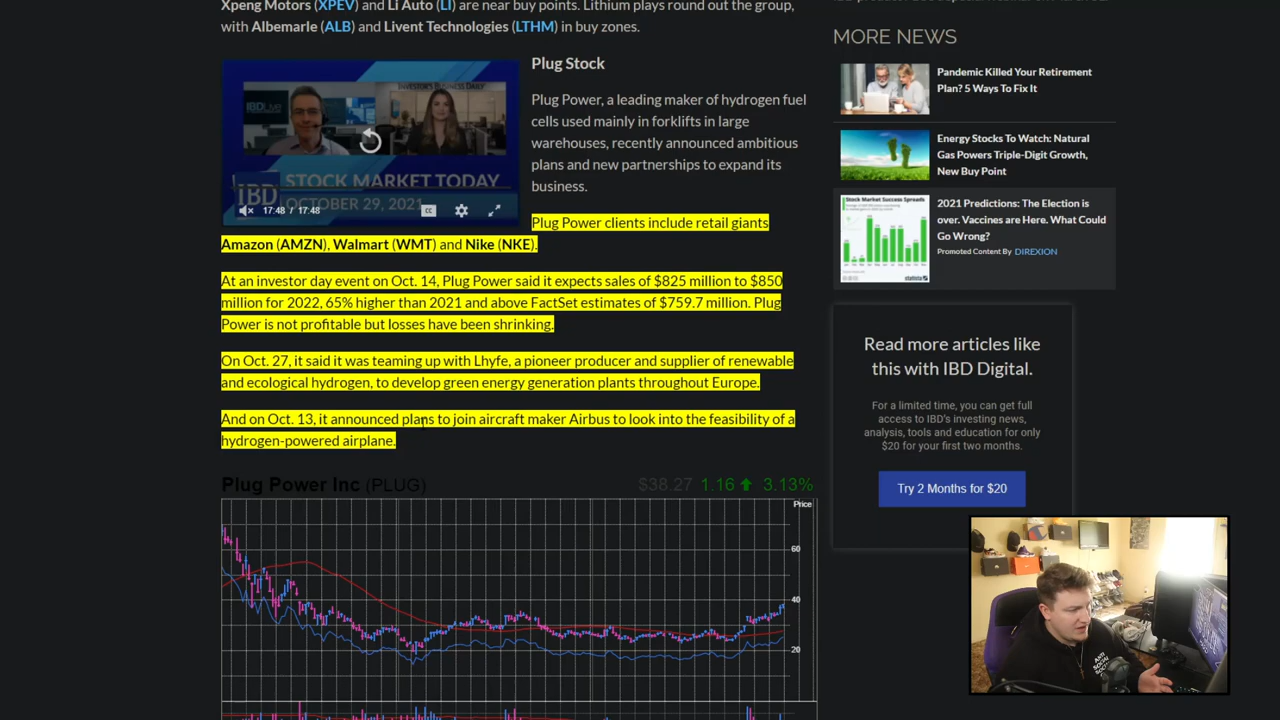 Xpeng Motors (XPEV) and Li Auto (LI) are near buy points. Lithium plays round out the group,
with Albemarle (ALB) and Livent Technologies (LTHM) in buy zones.
IBDLIVE
INVESTOR'S BUSINESS DAILY
STOCK MARKET TODAY
IBD
OCTOBER 29, 2021
17:48 / 17:48
CC
Plug Stock
Plug Power, a leading maker of hydrogen fuel
cells used mainly in forklifts in large
warehouses, recently announced ambitious
plans and new partnerships to expand its
business.
Plug Power clients include retail giants
Amazon (AMZN), Walmart (WMT) and Nike (NKE).
At an investor day event on Oct. 14, Plug Power said it expects sales of $825 million to $850
million for 2022, 65% higher than 2021 and above FactSet estimates of $759.7 million. Plug
Power is not profitable but losses have been shrinking.
On Oct. 27, it said it was teaming up with Lhyfe, a pioneer producer and supplier of renewable
and ecological hydrogen, to develop green energy generation plants throughout Europe.
And on Oct. 13, it announced plans to join aircraft maker Airbus to look into the feasibility of a
hydrogen-powered airplane.
Plug Power Inc (PLUG) $38.27 1.16 3.13%
Price
60
40
20
MORE NEWS
Pandemic Killed Your Retirement
Plan? 5 Ways To Fix It
Energy Stocks To Watch: Natural
Gas Powers Triple-Digit Growth,
New Buy Point
Stock Market Success Spreads
statista
2021 Predictions: The Election is
over. Vaccines are Here. What Could
Go Wrong?
Promoted Content By DIREXION
Read more articles like
this with IBD Digital.
For a limited time, you can get full
access to IBD's investing news,
analysis, tools and education for only
$20 for your first two months.
Try 2 Months for $20
ANTI
SOCIAL